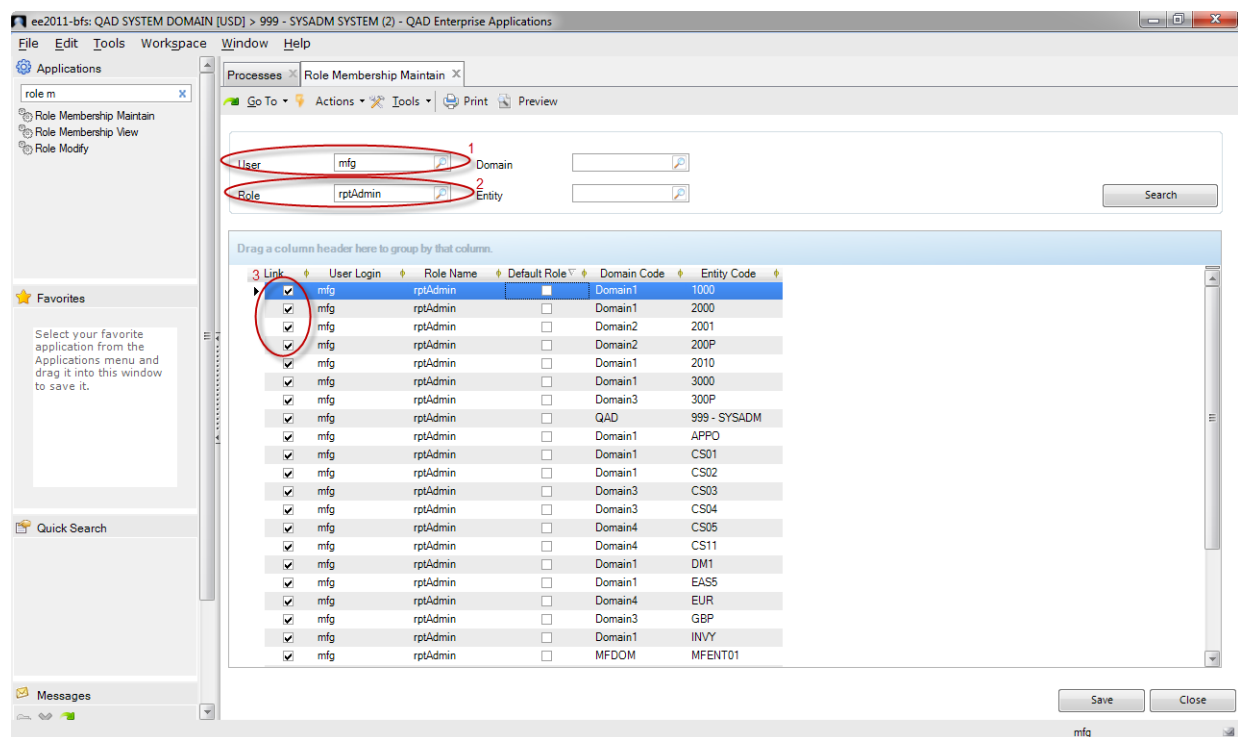 ee2011-bfs: QAD SYSTEM DOMAIN [USD] > 999 - SYSADM SYSTEM (2) - QAD Enterprise Applications
File Edit Tools Workspace Window Help
Applications
role m
Role Membership Maintain
Role Membership View
Role Modify
Favorites
Select your favorite
application from the
Applications menu and
drag it into this window
to save it.
Quick Search
Messages
Processes Role Membership Maintain
Go To Actions Tools Print Preview
User mfg 1 Domain
Role rptAdmin 2 Entity Search
Drag a column header here to group by that column.
3 Link User Login Role Name Default Role Domain Code Entity Code
mfg rptAdmin Domain1 1000
mfg rptAdmin Domain1 2000
mfg rptAdmin Domain2 2001
mfg rptAdmin Domain2 200P
mfg rptAdmin Domain1 2010
mfg rptAdmin Domain1 3000
mfg rptAdmin Domain3 300P
mfg rptAdmin QAD 999 - SYSADM
mfg rptAdmin Domain1 APPO
mfg rptAdmin Domain1 CS01
mfg rptAdmin Domain1 CS02
mfg rptAdmin Domain3 CS03
mfg rptAdmin Domain3 CS04
mfg rptAdmin Domain4 CS05
mfg rptAdmin Domain4 CS11
mfg rptAdmin Domain1 DM1
mfg rptAdmin Domain1 EAS5
mfg rptAdmin Domain4 EUR
mfg rptAdmin Domain3 GBP
mfg rptAdmin Domain1 INVY
mfg rptAdmin MFDOM MFENT01
Save Close
mfg